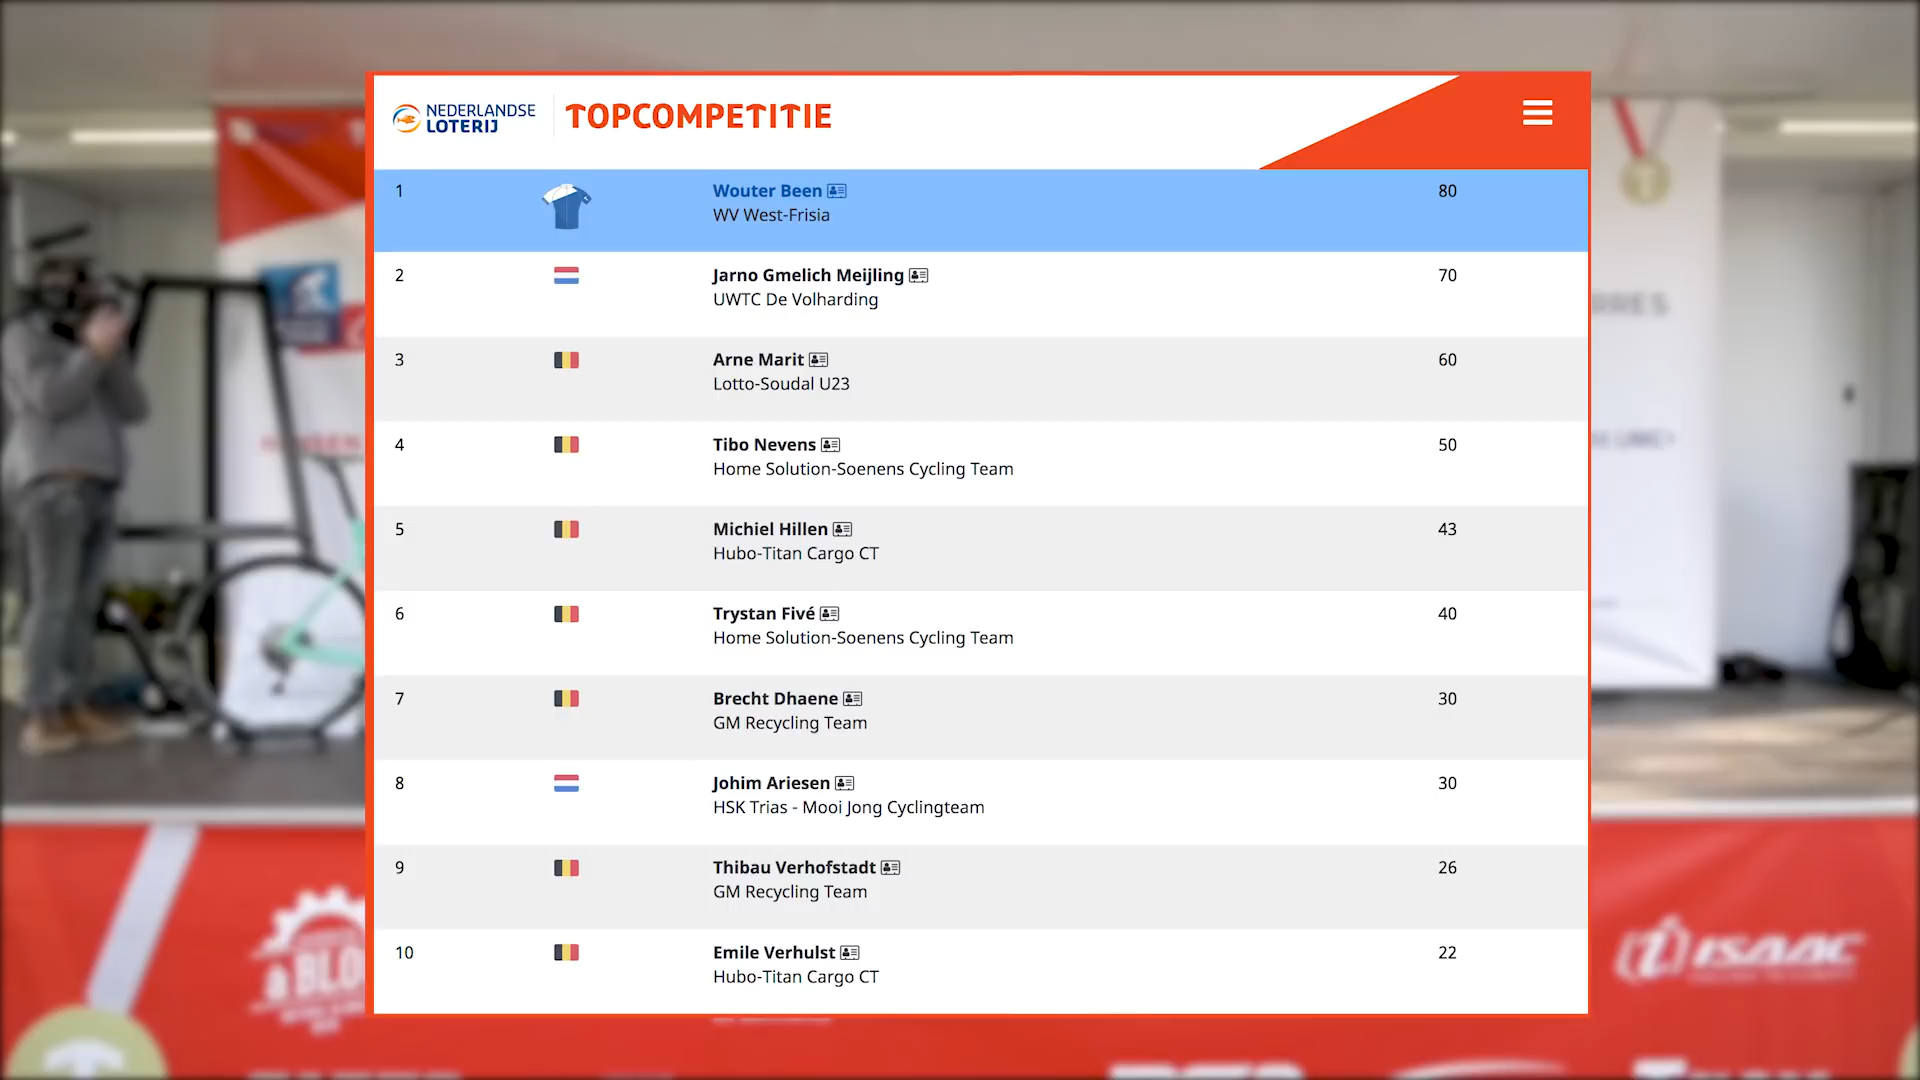 NEDERLANDSE
LOTERIJ
TOPCOMPETITIE
1
Wouter Been
80
WV West-Frisia
2
Jarno Gmelich Meijling
70
UWTC De Volharding
3
Arne Marit
60
Lotto-Soudal U23
4
Tibo Nevens
50
Home Solution-Soenens Cycling Team
5
Michiel Hillen
43
Hubo-Titan Cargo CT
6
Trystan Fivé
40
Home Solution-Soenens Cycling Team
7
Brecht Dhaene
30
GM Recycling Team
8
Johim Ariesen
30
HSK Trias - Mooi Jong Cyclingteam
9
Thibau Verhofstadt
26
GM Recycling Team
10
Emile Verhulst
22
Hubo-Titan Cargo CT
ISAAC